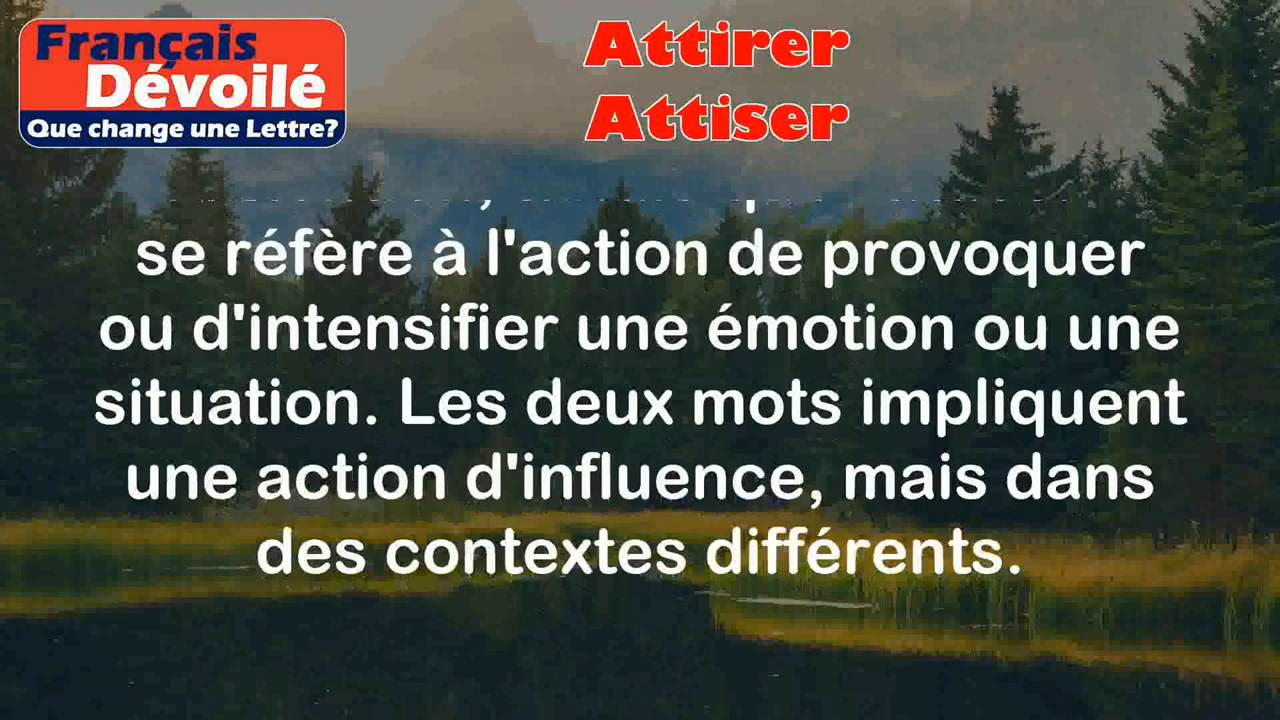 Français
Dévoilé
Que change une Lettre?
Attirer
Attiser
se réfère à l'action de provoquer
ou d'intensifier une émotion ou une
situation. Les deux mots impliquent
une action d'influence, mais dans
des contextes différents.